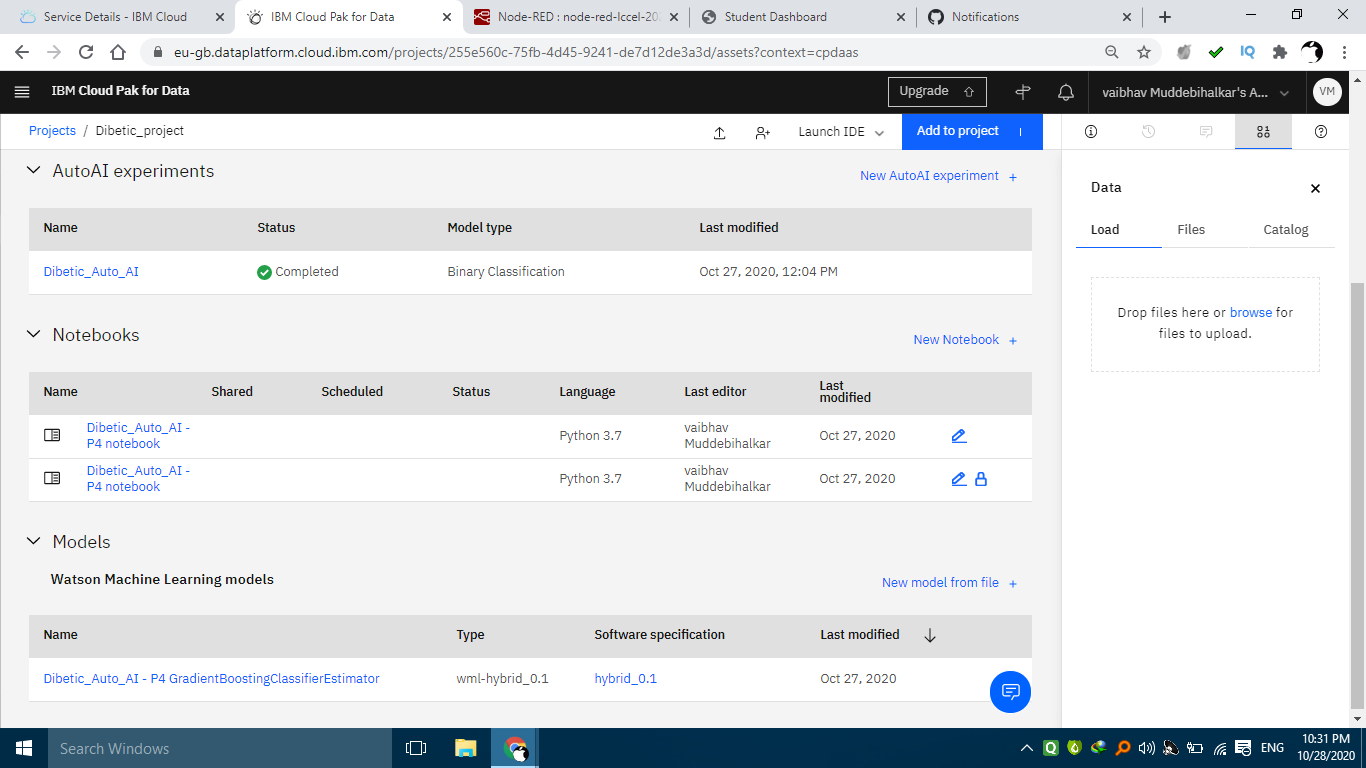 Service Details - IBM Cloud
IBM Cloud Pak for Data
Node-RED : node-red-lccel-202
Student Dashboard
Notifications
eu-gb.dataplatform.cloud.ibm.com/projects/255e560c-75fb-4d45-9241-de7d12de3a3d/assets?context=cpdaas
IQ
IBM Cloud Pak for Data
Upgrade
vaibhav Muddebihalkar's A...
VM
Projects / Dibetic_project
Launch IDE
Add to project
AutoAI experiments
New AutoAI experiment +
Name Status Model type Last modified
Dibetic_Auto_AI Completed Binary Classification Oct 27, 2020, 12:04 PM
Notebooks
New Notebook +
Name Shared Scheduled Status Language Last editor Last modified
Dibetic_Auto_AI - P4 notebook Python 3.7 vaibhav Muddebihalkar Oct 27, 2020
Dibetic_Auto_AI - P4 notebook Python 3.7 vaibhav Muddebihalkar Oct 27, 2020
Models
Watson Machine Learning models
New model from file +
Name Type Software specification Last modified
Dibetic_Auto_AI - P4 GradientBoostingClassifierEstimator wml-hybrid_0.1 hybrid_0.1 Oct 27, 2020
Data
Load Files Catalog
Drop files here or browse for
files to upload.
Search Windows
ENG
10:31 PM
10/28/2020